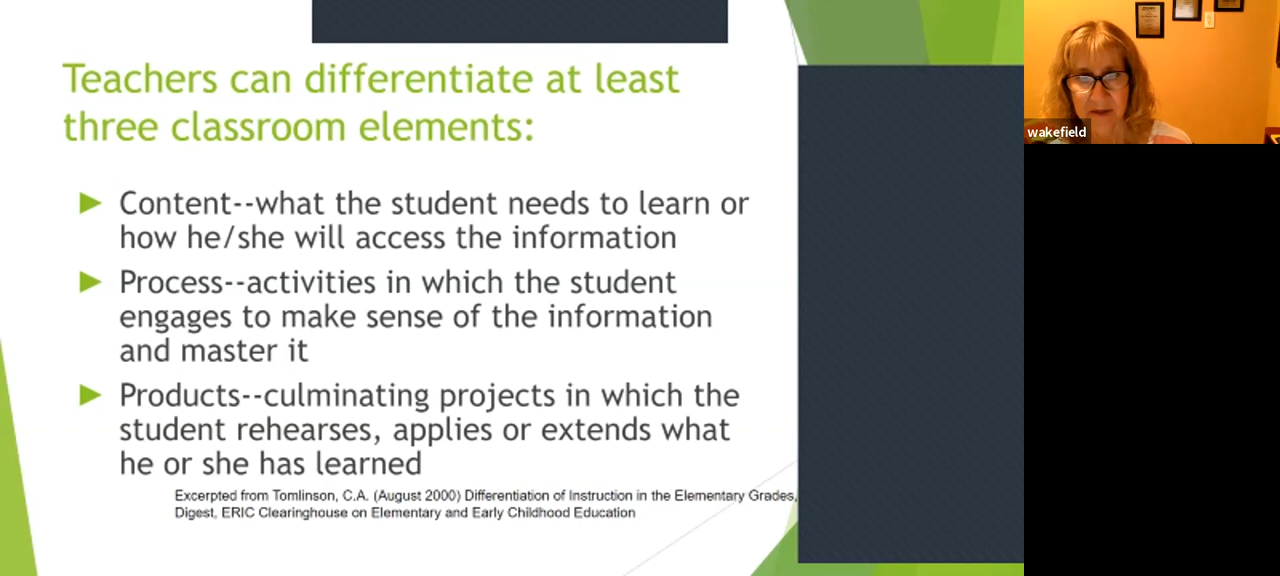 Teachers can differentiate at least
three classroom elements:
Content--what the student needs to learn or
how he/she will access the information
Process--activities in which the student
engages to make sense of the information
and master it
Products--culminating projects in which the
student rehearses, applies or extends what
he or she has learned
Excerpted from Tomlinson, C.A. (August 2000) Differentiation of Instruction in the Elementary Grades,
Digest, ERIC Clearinghouse on Elementary and Early Childhood Education
wakefield